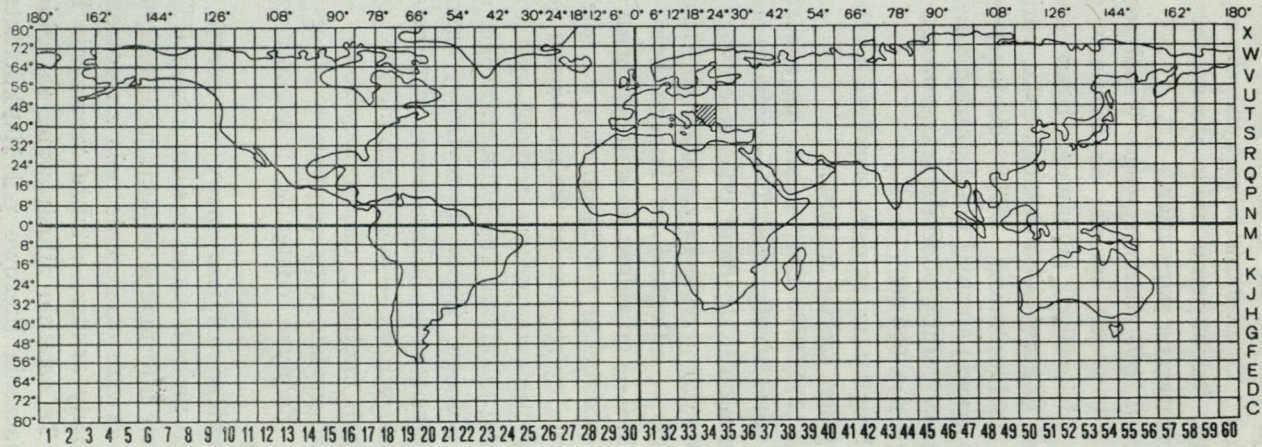 180° 162° 144° 126° 108° 90° 78° 66° 54° 42° 30° 24° 18° 12° 6° 0° 6° 12° 18° 24° 30° 42° 54° 66° 78° 90° 108° 126° 144° 162° 180°
80° X
72° W
64° V
56° U
48° T
40° S
32° R
24° Q
16° P
8° N
0° M
8° L
16° K
24° J
32° H
40° G
48° F
56° E
64° D
72° C
80°
1 2 3 4 5 6 7 8 9 10 11 12 13 14 15 16 17 18 19 20 21 22 23 24 25 26 27 28 29 30 31 32 33 34 35 36 37 38 39 40 41 42 43 44 45 46 47 48 49 50 51 52 53 54 55 56 57 58 59 60